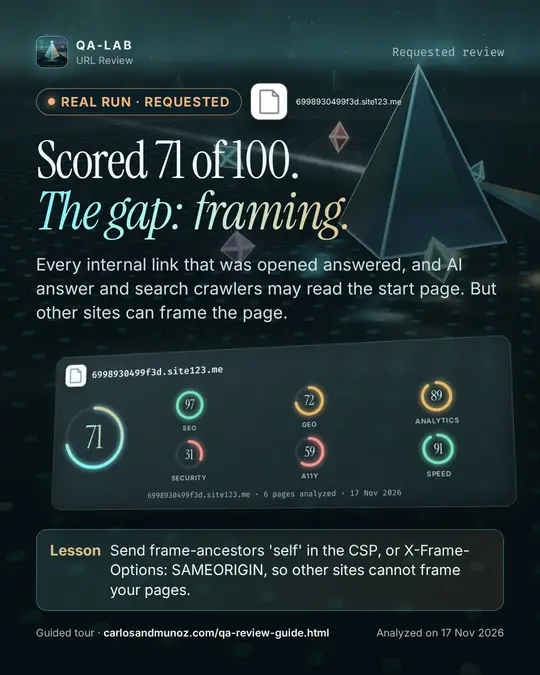 QA-LAB
URL Review
Requested review
REAL RUN · REQUESTED
6998930499f3d.site123.me
Scored 71 of 100.
The gap: framing.
Every internal link that was opened answered, and AI
answer and search crawlers may read the start page. But
other sites can frame the page.
6998930499f3d.site123.me
71
97
SEO
72
GEO
89
ANALYTICS
31
SECURITY
59
A11Y
91
SPEED
6998930499f3d.site123.me · 6 pages analyzed · 17 Nov 2026
Lesson
Send frame-ancestors 'self' in the CSP, or X-Frame-
Options: SAMEORIGIN, so other sites cannot frame
your pages.
Guided tour · carlosandmunoz.com/qa-review-guide.html
Analyzed on 17 Nov 2026